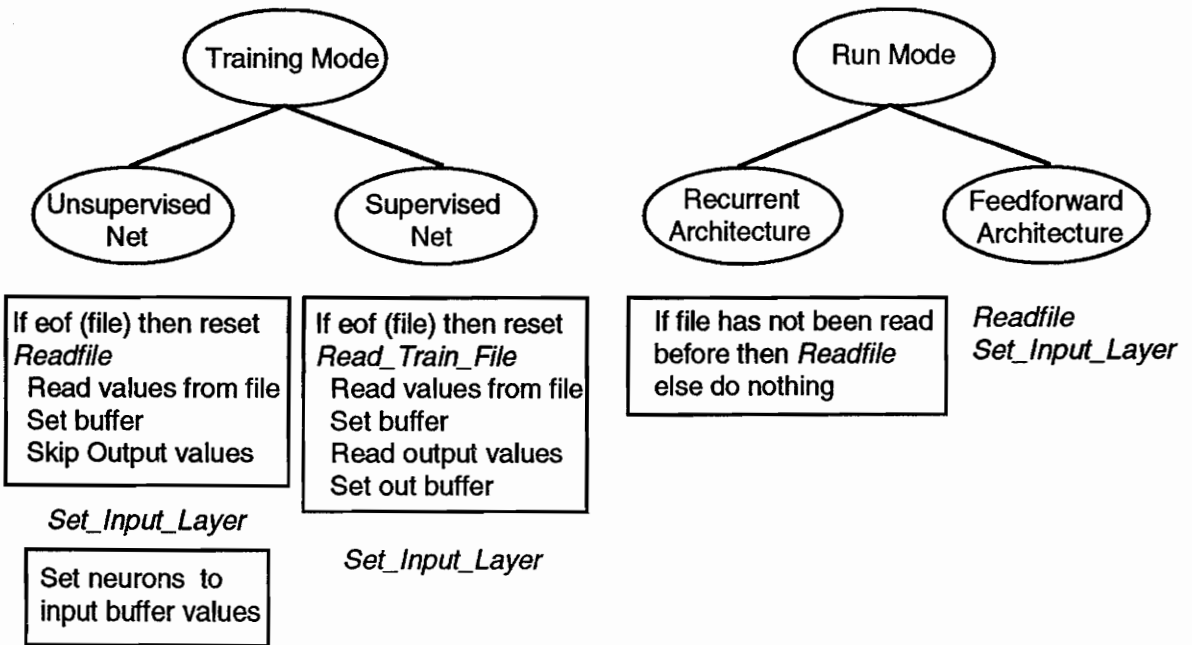 Training Mode
Run Mode
Unsupervised
Net
Supervised
Net
Recurrent
Architecture
Feedforward
Architecture
If eof (file) then reset
Readfile
Read values from file
Set buffer
Skip Output values
Set_Input_Layer
Set neurons to
input buffer values
If eof (file) then reset
Read_Train_File
Read values from file
Set buffer
Read output values
Set out buffer
Set_Input_Layer
If file has not been read
before then Readfile
else do nothing
Readfile
Set_Input_Layer